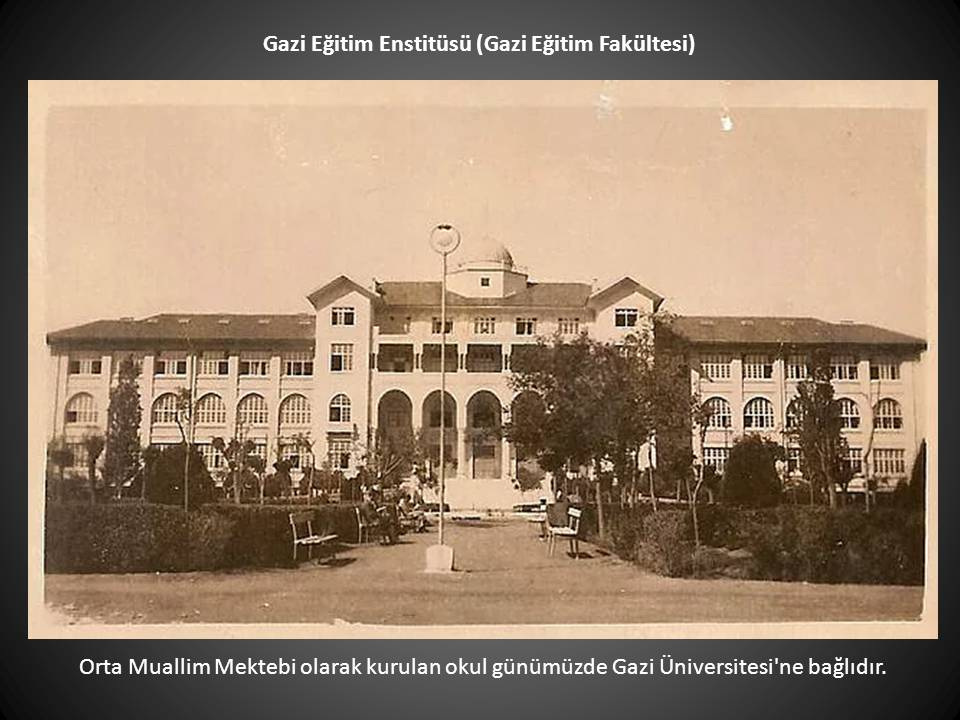 Gazi Eğitim Enstitüsü (Gazi Eğitim Fakültesi)
Orta Muallim Mektebi olarak kurulan okul günümüzde Gazi Üniversitesi'ne bağlıdır.